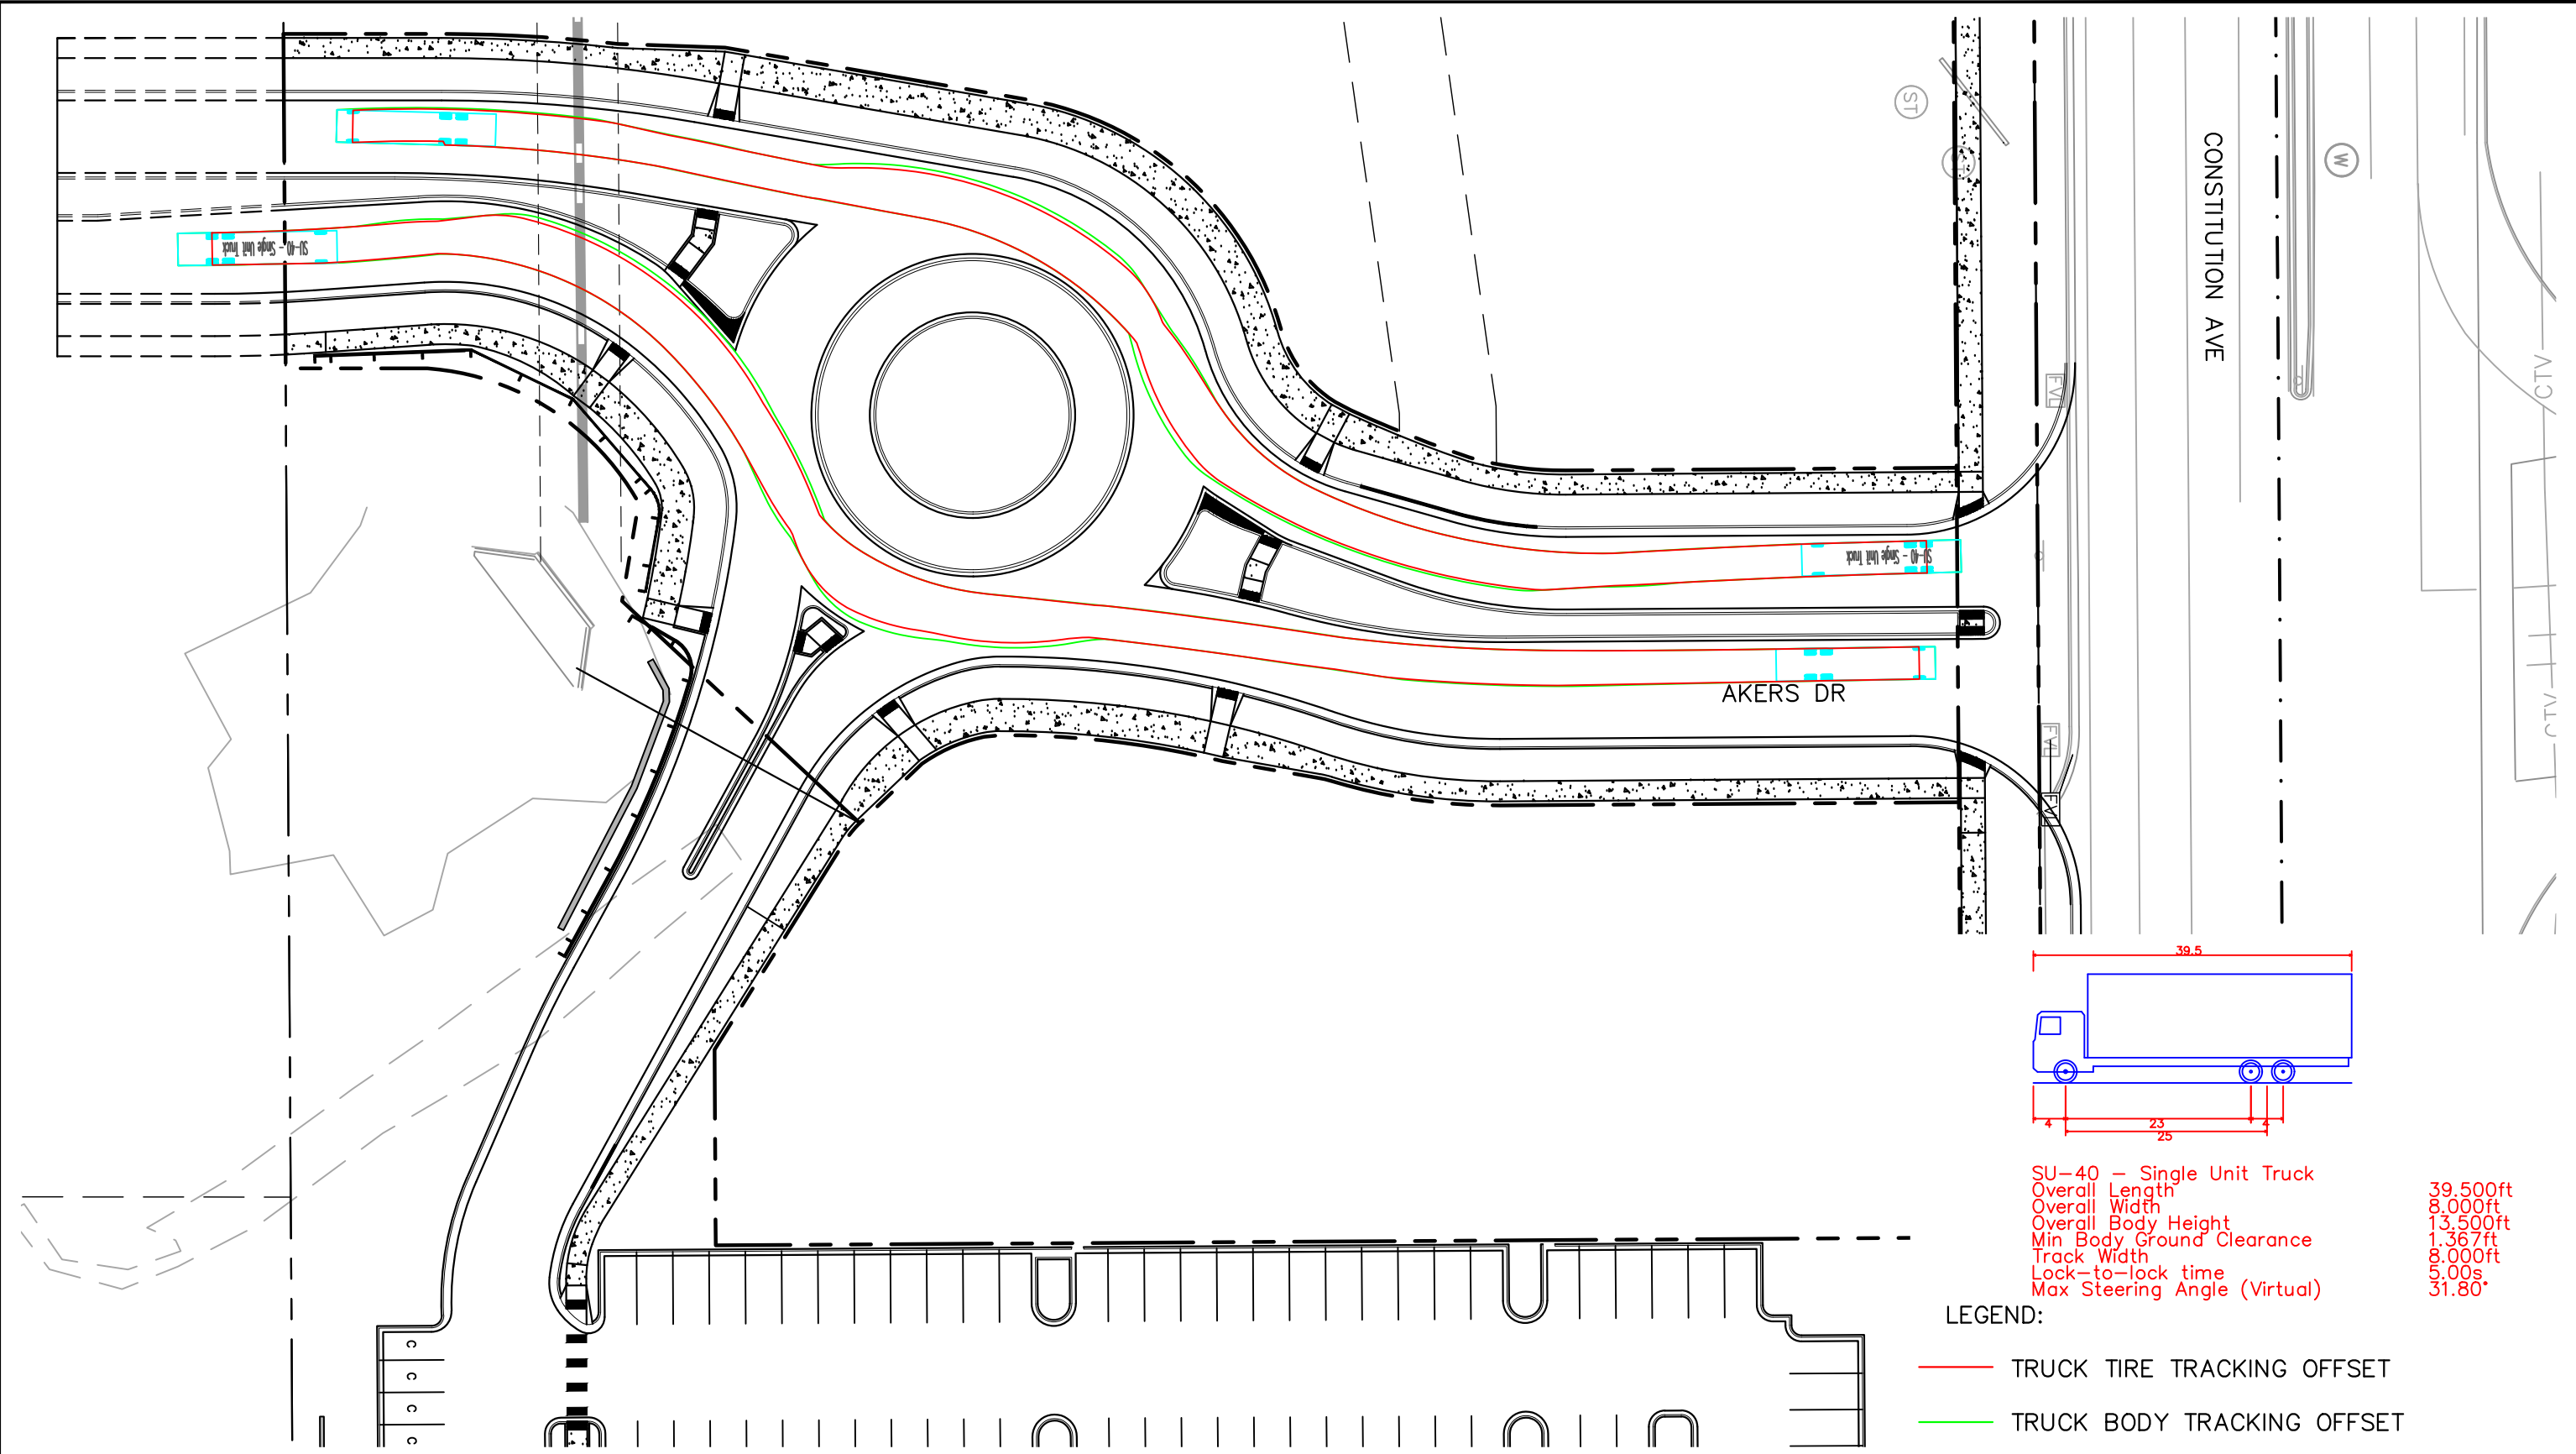 ST
ST
W
CONSTITUTION AVE
SU-40 - Single Unit Truck
FVL
CTV
SU-40 - Single Unit Truck
CTV
AKERS DR
FVL
FVL
39.5
4
23
4
25
SU-40 - Single Unit Truck
Overall Length 39.500ft
Overall Width 8.000ft
Overall Body Height 13.500ft
Min Body Ground Clearance 1.367ft
Track Width 8.000ft
Lock-to-lock time 5.00s
Max Steering Angle (Virtual) 31.80°
LEGEND:
TRUCK TIRE TRACKING OFFSET
TRUCK BODY TRACKING OFFSET
C
C
C
C